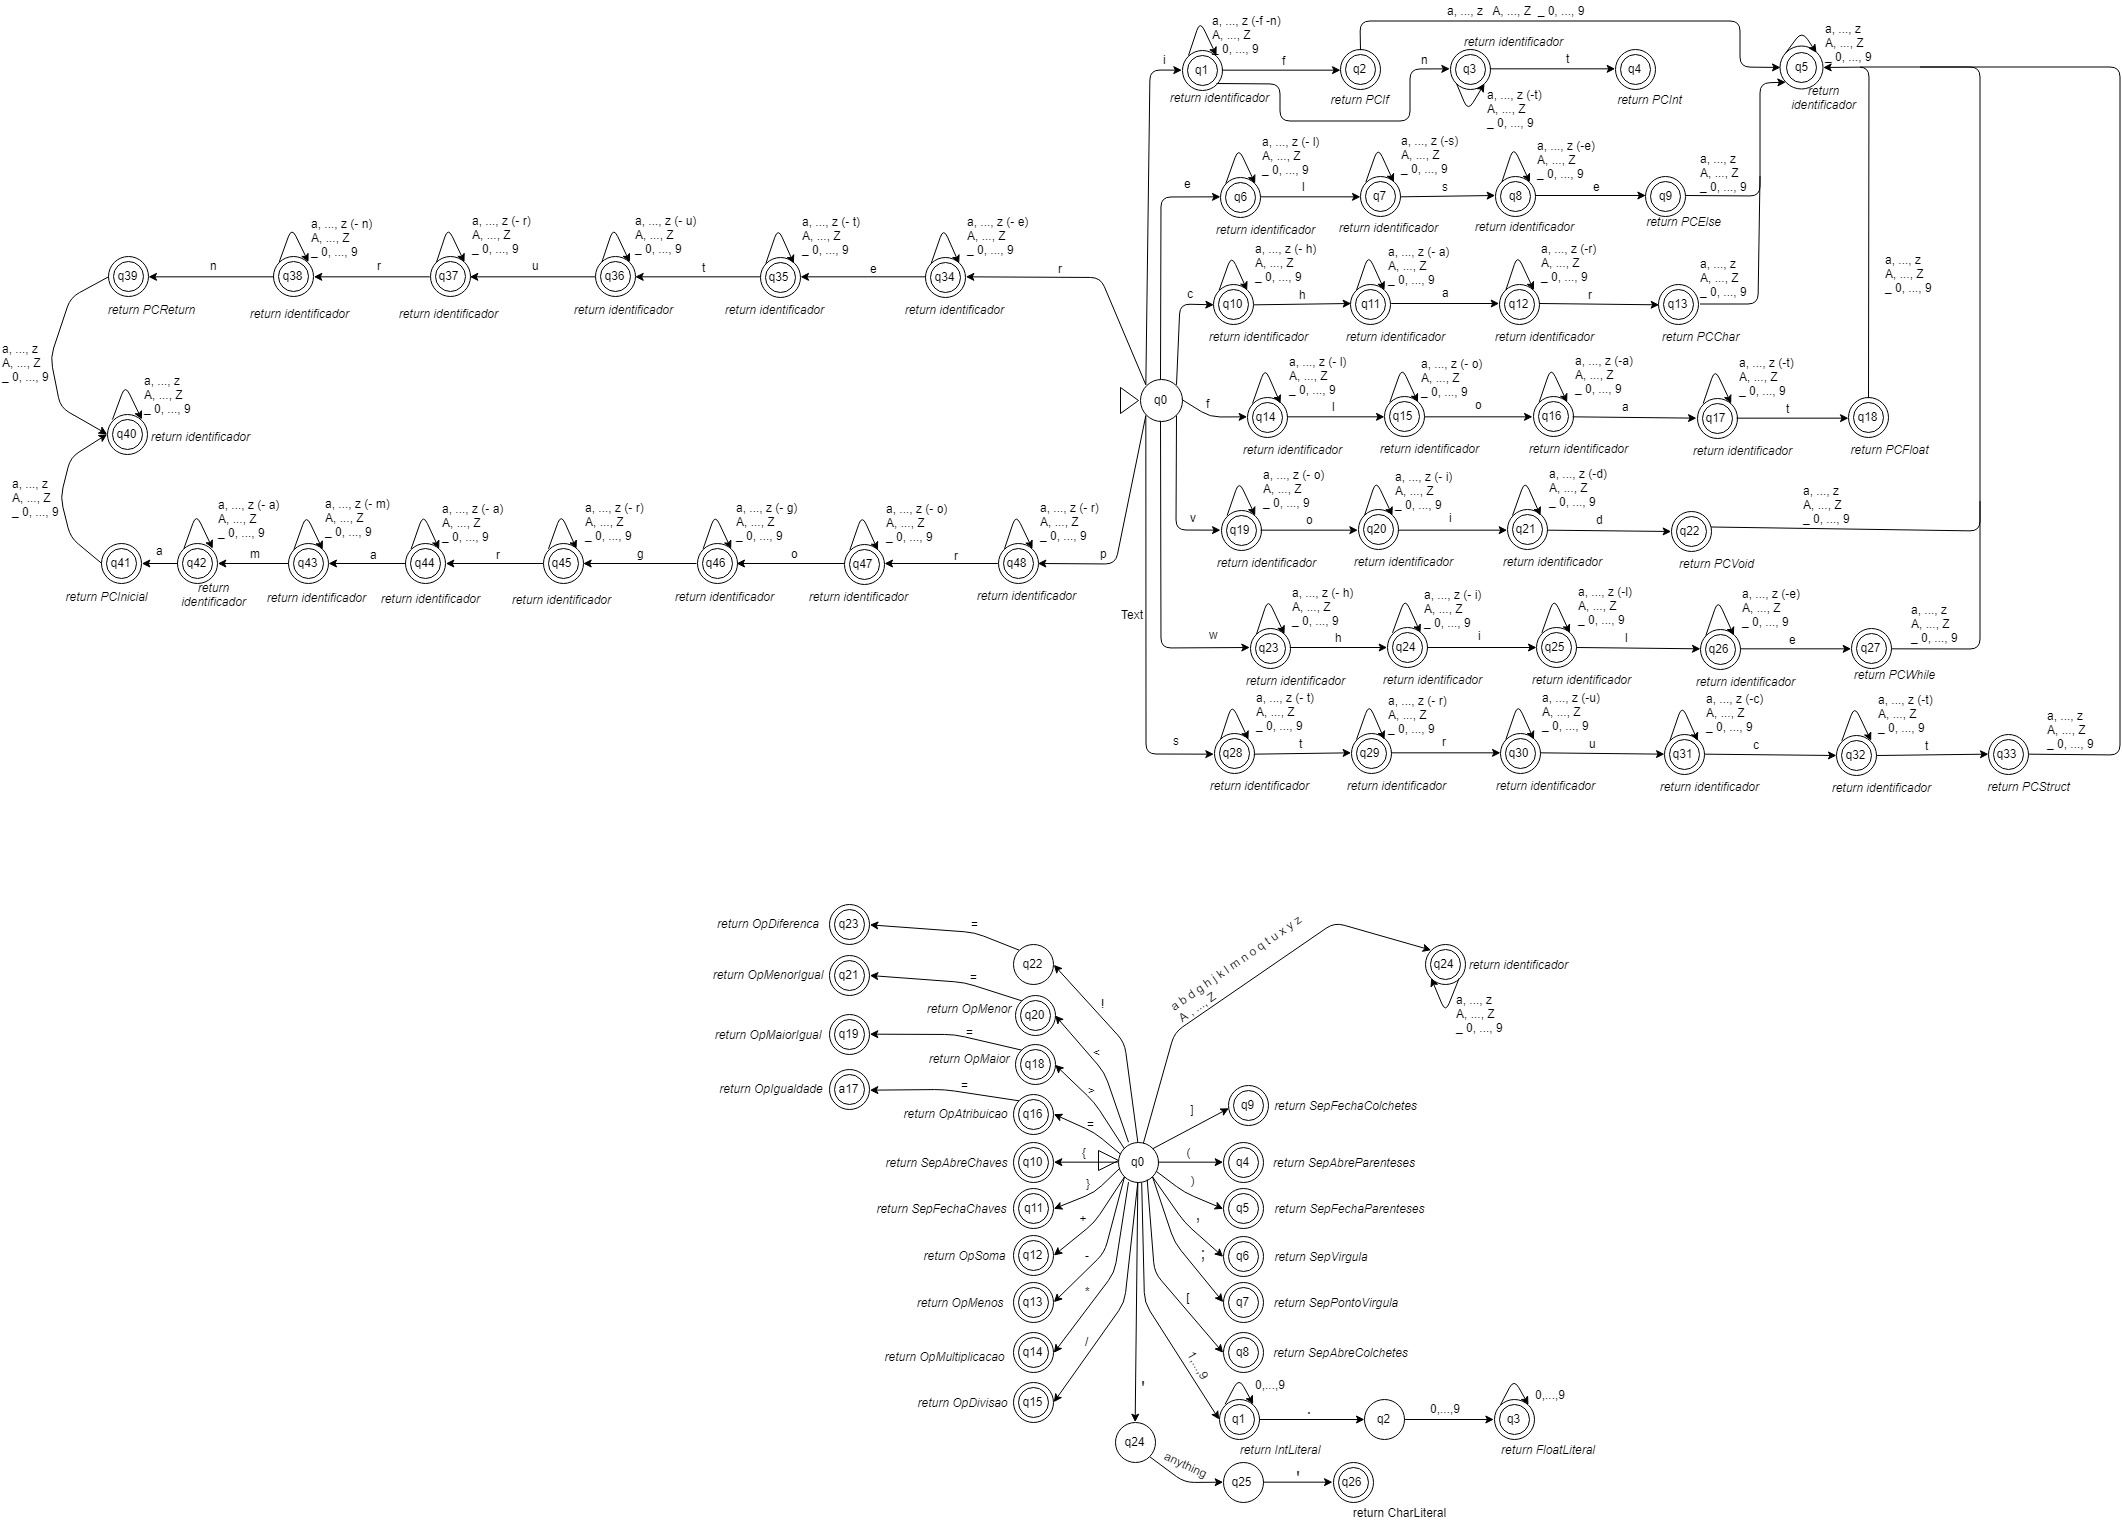 a, ..., z (-f -n)
A, ..., Z
_ 0, ..., 9
i
q1
return identificador
f
q2
return PCIf
a, ..., z A, ..., Z _ 0, ..., 9
n
return identificador
q3
a, ..., z (-t)
A, ..., Z
_ 0, ..., 9
t
q4
return PCInt
a, ..., z
A, ..., Z
_ 0, ..., 9
q5
return
identificador
e
a, ..., z (- l)
A, ..., Z
_ 0, ..., 9
q6
return identificador
l
a, ..., z (-s)
A, ..., Z
_ 0, ..., 9
q7
return identificador
s
a, ..., z (-e)
A, ..., Z
_ 0, ..., 9
q8
return identificador
e
q9
return PCElse
a, ..., z
A, ..., Z
_ 0, ..., 9
c
a, ..., z (- h)
A, ..., Z
_ 0, ..., 9
q10
return identificador
h
a, ..., z (- a)
A, ..., Z
_ 0, ..., 9
q11
return identificador
a
a, ..., z (-r)
A, ..., Z
_ 0, ..., 9
q12
return identificador
r
q13
return PCChar
a, ..., z
A, ..., Z
_ 0, ..., 9
a, ..., z
A, ..., Z
_ 0, ..., 9
q0
f
a, ..., z (- l)
A, ..., Z
_ 0, ..., 9
q14
return identificador
l
a, ..., z (- o)
A, ..., Z
_ 0, ..., 9
q15
return identificador
o
a, ..., z (-a)
A, ..., Z
_ 0, ..., 9
q16
return identificador
a
a, ..., z (-t)
A, ..., Z
_ 0, ..., 9
q17
return identificador
t
q18
return PCFloat
v
a, ..., z (- o)
A, ..., Z
_ 0, ..., 9
q19
return identificador
o
a, ..., z (- i)
A, ..., Z
_ 0, ..., 9
q20
return identificador
i
a, ..., z (-d)
A, ..., Z
_ 0, ..., 9
q21
return identificador
d
q22
return PCVoid
a, ..., z
A, ..., Z
_ 0, ..., 9
w
a, ..., z (- h)
A, ..., Z
_ 0, ..., 9
q23
return identificador
h
a, ..., z (- i)
A, ..., Z
_ 0, ..., 9
q24
return identificador
i
a, ..., z (-l)
A, ..., Z
_ 0, ..., 9
q25
return identificador
l
a, ..., z (-e)
A, ..., Z
_ 0, ..., 9
q26
return identificador
e
q27
return PCWhile
a, ..., z
A, ..., Z
_ 0, ..., 9
Text
s
a, ..., z (- t)
A, ..., Z
_ 0, ..., 9
q28
return identificador
t
a, ..., z (- r)
A, ..., Z
_ 0, ..., 9
q29
return identificador
r
a, ..., z (-u)
A, ..., Z
_ 0, ..., 9
q30
return identificador
u
a, ..., z (-c)
A, ..., Z
_ 0, ..., 9
q31
return identificador
c
a, ..., z (-t)
A, ..., Z
_ 0, ..., 9
q32
return identificador
t
q33
return PCStruct
a, ..., z
A, ..., Z
_ 0, ..., 9
r
a, ..., z (- e)
A, ..., Z
_ 0, ..., 9
q34
return identificador
e
a, ..., z (- t)
A, ..., Z
_ 0, ..., 9
q35
return identificador
t
a, ..., z (- u)
A, ..., Z
_ 0, ..., 9
q36
return identificador
u
a, ..., z (- r)
A, ..., Z
_ 0, ..., 9
q37
return identificador
r
a, ..., z (- n)
A, ..., Z
_ 0, ..., 9
q38
return identificador
n
q39
return PCReturn
a, ..., z
A, ..., Z
_ 0, ..., 9
a, ..., z
A, ..., Z
_ 0, ..., 9
q40
return identificador
a, ..., z
A, ..., Z
_ 0, ..., 9
q41
return PCInicial
a
a, ..., z (- a)
A, ..., Z
_ 0, ..., 9
q42
return
identificador
m
a, ..., z (- m)
A, ..., Z
_ 0, ..., 9
q43
return identificador
a
a, ..., z (- a)
A, ..., Z
_ 0, ..., 9
q44
return identificador
r
a, ..., z (- r)
A, ..., Z
_ 0, ..., 9
q45
return identificador
g
a, ..., z (- g)
A, ..., Z
_ 0, ..., 9
q46
return identificador
o
a, ..., z (- o)
A, ..., Z
_ 0, ..., 9
q47
return identificador
r
a, ..., z (- r)
A, ..., Z
_ 0, ..., 9
q48
return identificador
p
return OpDiferenca
q23
=
q22
!
return OpMenorIgual
q21
=
return OpMenor
q20
<
return OpMaiorIgual
q19
=
return OpMaior
q18
>
return OpIgualdade
a17
=
return OpAtribuicao
q16
=
return SepAbreChaves
q10
{
q0
return SepFechaChaves
q11
}
return OpSoma
q12
+
return OpMenos
q13
-
return OpMultiplicacao
q14
*
return OpDivisao
q15
/
a b d g h j k l m n o q t u x y z
A , ..., Z
q24
return identificador
a, ..., z
A, ..., Z
_ 0, ..., 9
]
q9
return SepFechaColchetes
(
q4
return SepAbreParenteses
)
q5
return SepFechaParenteses
,
q6
return SepVirgula
;
q7
return SepPontoVirgula
[
q8
return SepAbreColchetes
1,...,9
0,...,9
q1
return IntLiteral
.
q2
0,...,9
0,...,9
q3
return FloatLiteral
'
q24
anything
q25
'
q26
return CharLiteral